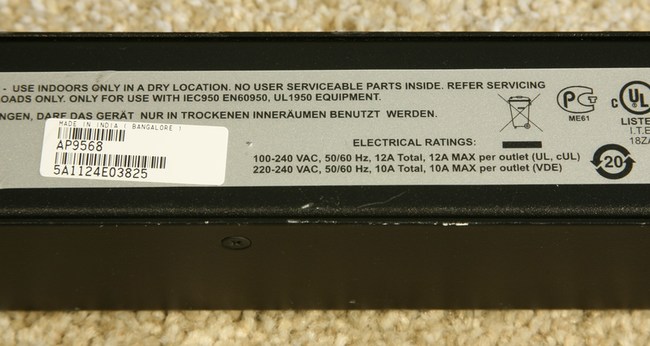 - USE INDOORS ONLY IN A DRY LOCATION. NO USER SERVICEABLE PARTS INSIDE. REFER SERVICING
OADS ONLY. ONLY FOR USE WITH IEC950 EN60950, UL1950 EQUIPMENT.
NGEN, DARF DAS GERÄT NUR IN TROCKENEN INNERÄUMEN BENUTZT WERDEN.
MADE IN INDIA ( BANGALORE )
AP9568
5A1124E03825
ELECTRICAL RATINGS:
100-240 VAC, 50/60 Hz, 12A Total, 12A MAX per outlet (UL, cUL)
220-240 VAC, 50/60 Hz, 10A Total, 10A MAX per outlet (VDE)
ME61
C UL
LISTE
I.T.E
18ZA
20